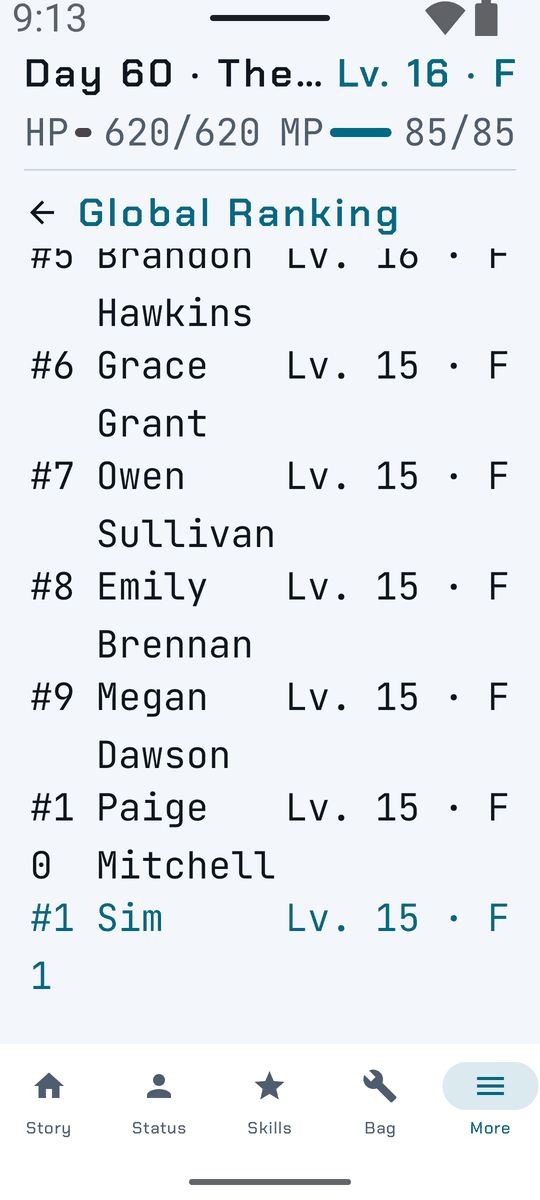 9:13
Day 60 · The… Lv. 16 · F
HP 620/620 MP 85/85
← Global Ranking
#5 Brandon Lv. 16 · F
Hawkins
#6 Grace Lv. 15 · F
Grant
#7 Owen Lv. 15 · F
Sullivan
#8 Emily Lv. 15 · F
Brennan
#9 Megan Lv. 15 · F
Dawson
#1 Paige Lv. 15 · F
0 Mitchell
#1 Sim Lv. 15 · F
1
Story Status Skills Bag More